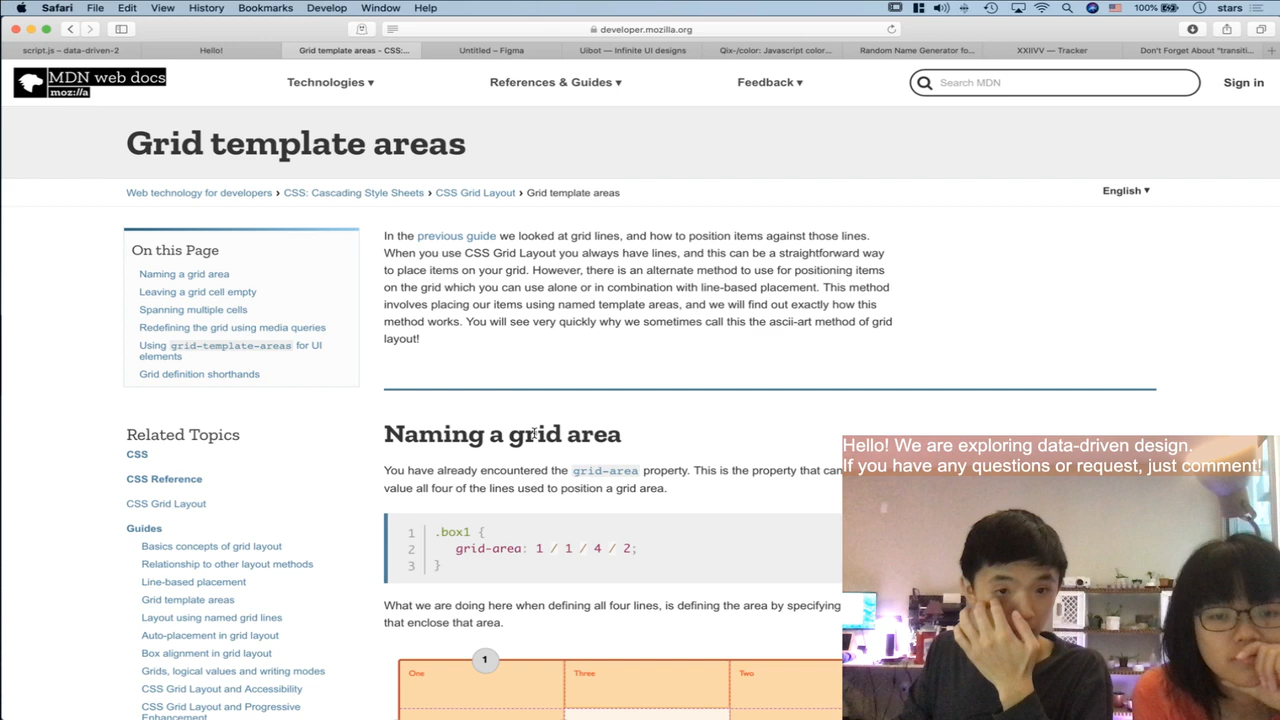 Safari File Edit View History Bookmarks Develop Window Help 100% stars
developer.mozilla.org
script.js – data-driven-2 Hello! Grid template areas - CSS:... Untitled – Figma Uibot — Infinite UI designs Qix-/color: Javascript color... Random Name Generator fo... XXIIVV — Tracker Don't Forget About "transiti...
MDN web docs
moz://a
Technologies ▾ References & Guides ▾ Feedback ▾ Search MDN Sign in
Grid template areas
Web technology for developers › CSS: Cascading Style Sheets › CSS Grid Layout › Grid template areas
English ▾
On this Page
Naming a grid area
Leaving a grid cell empty
Spanning multiple cells
Redefining the grid using media queries
Using grid-template-areas for UI
elements
Grid definition shorthands
Related Topics
CSS
CSS Reference
CSS Grid Layout
Guides
Basics concepts of grid layout
Relationship to other layout methods
Line-based placement
Grid template areas
Layout using named grid lines
Auto-placement in grid layout
Box alignment in grid layout
Grids, logical values and writing modes
CSS Grid Layout and Accessibility
CSS Grid Layout and Progressive
Enhancement
In the previous guide we looked at grid lines, and how to position items against those lines.
When you use CSS Grid Layout you always have lines, and this can be a straightforward way
to place items on your grid. However, there is an alternate method to use for positioning items
on the grid which you can use alone or in combination with line-based placement. This method
involves placing our items using named template areas, and we will find out exactly how this
method works. You will see very quickly why we sometimes call this the ascii-art method of grid
layout!
Naming a grid area
You have already encountered the grid-area property. This is the property that can
value all four of the lines used to position a grid area.
1 .box1 {
2 grid-area: 1 / 1 / 4 / 2;
3 }
What we are doing here when defining all four lines, is defining the area by specifying
that enclose that area.
1
One Three Two
Hello! We are exploring data-driven design.
If you have any questions or request, just comment!